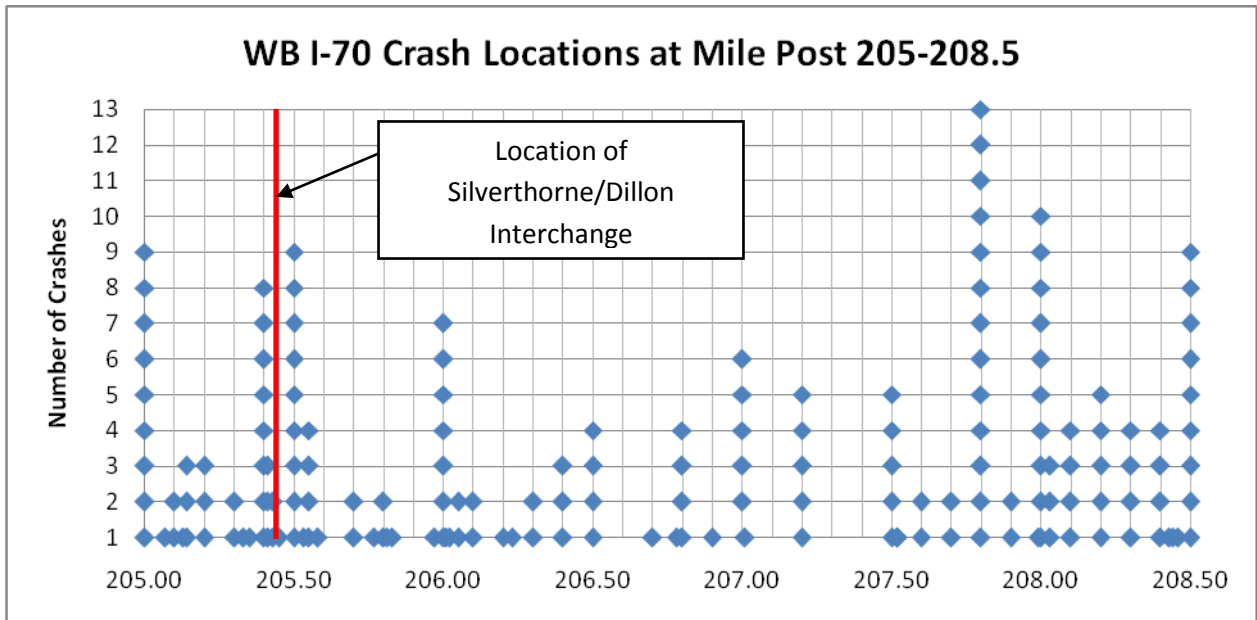 WB I-70 Crash Locations at Mile Post 205-208.5
Location of
Silverthorne/Dillon
Interchange
Number of Crashes
13
12
11
10
9
8
7
6
5
4
3
2
1
205.00 205.50 206.00 206.50 207.00 207.50 208.00 208.50